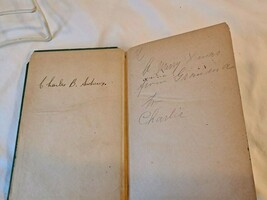 Charles B.
A Merry Xmas
from Grandma
to
Charlie